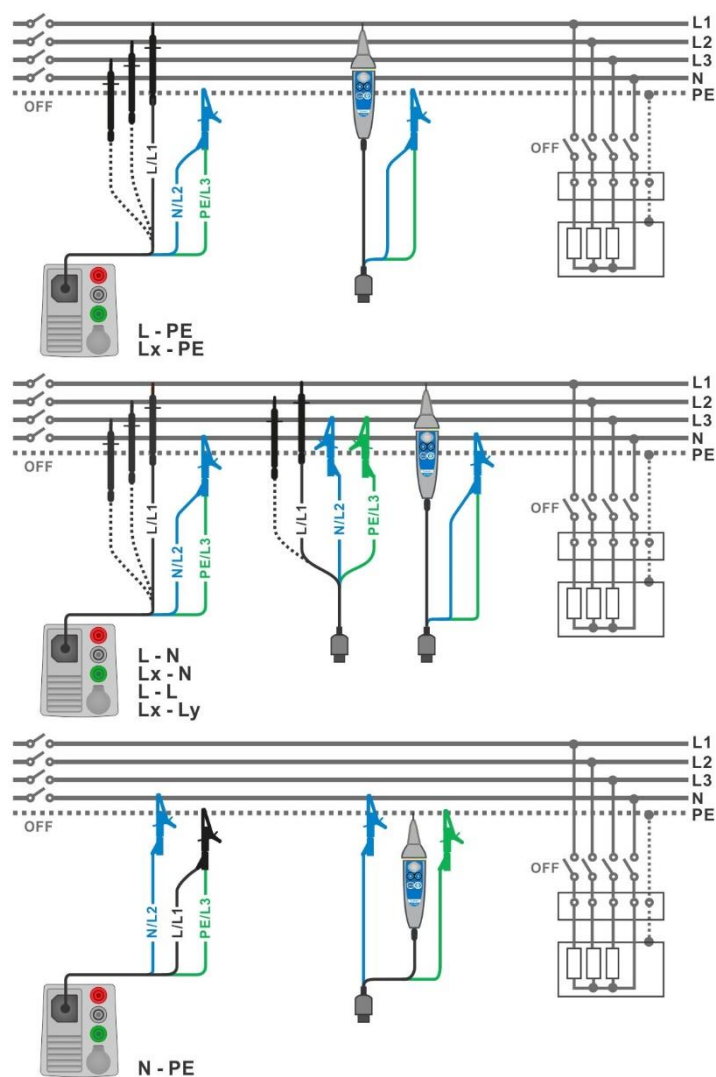 L1
L2
L3
N
PE
OFF
L/L1
N/L2
PE/L3
OFF
L - PE
Lx - PE
L1
L2
L3
N
PE
OFF
L/L1
N/L2
PE/L3
L/L1
N/L2
PE/L3
OFF
L - N
Lx - N
L - L
Lx - Ly
L1
L2
L3
N
PE
OFF
N/L2
L/L1
PE/L3
OFF
N - PE